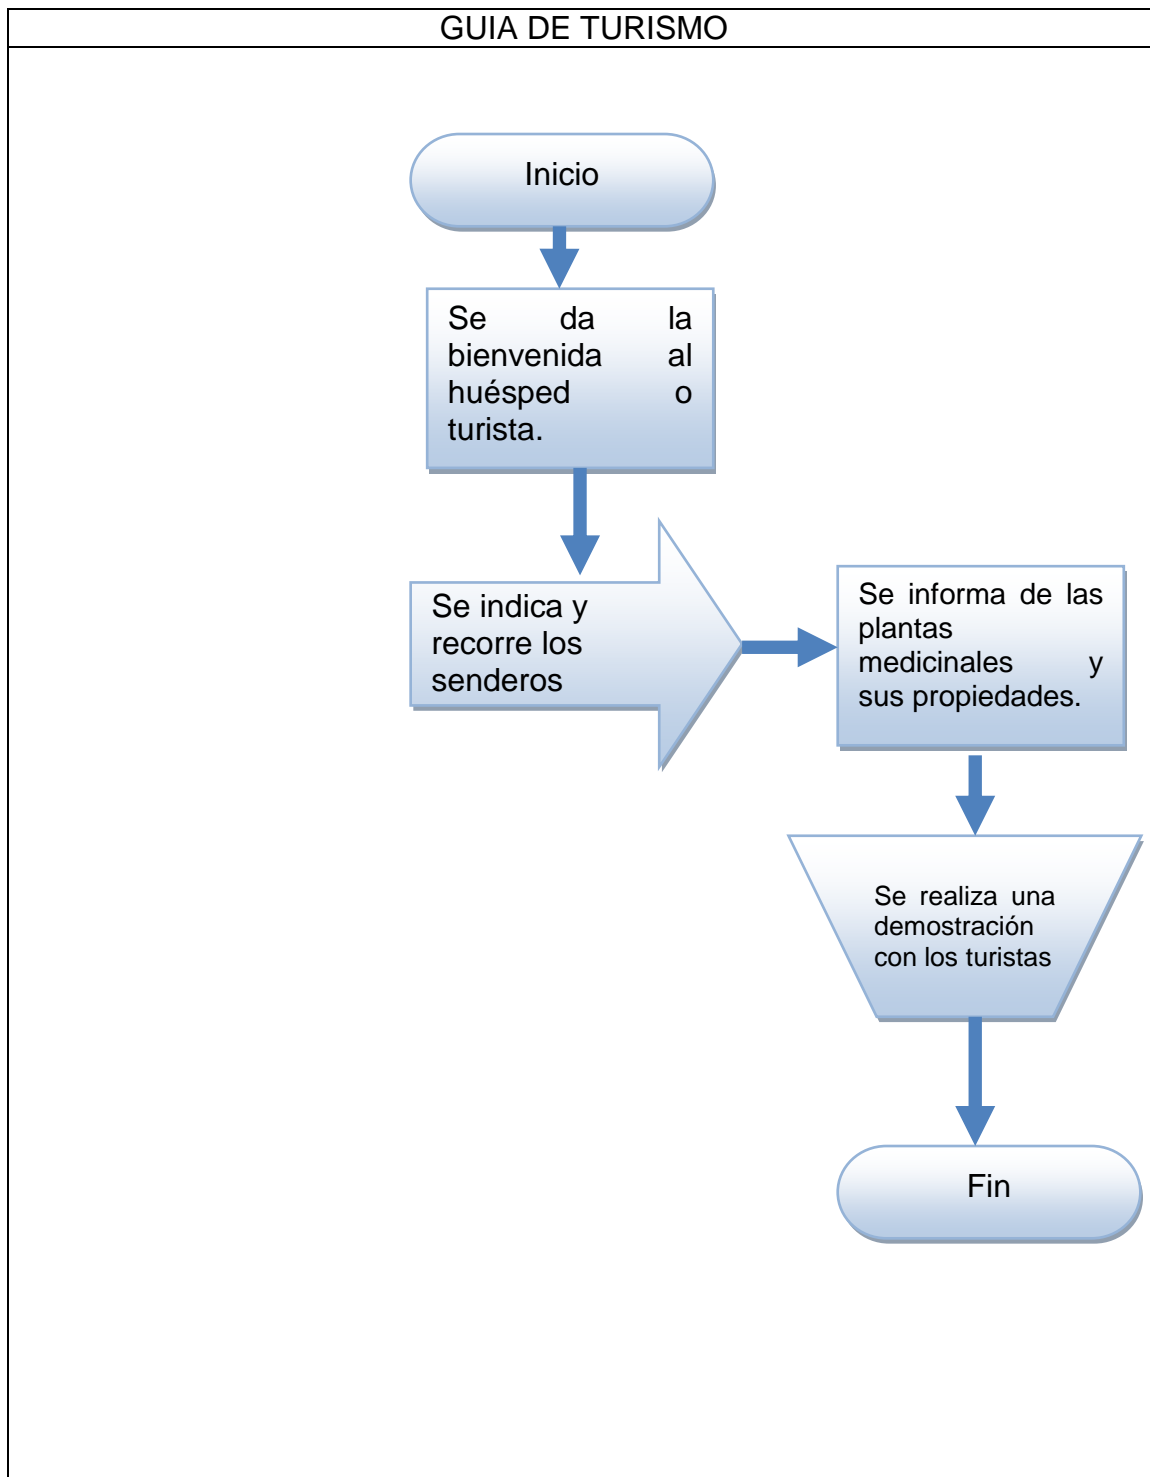 GUIA DE TURISMO
Inicio
Se da la
bienvenida al
huésped o
turista.
Se indica y
recorre los
senderos
Se informa de las
plantas
medicinales y
sus propiedades.
Se realiza una
demostración
con los turistas
Fin